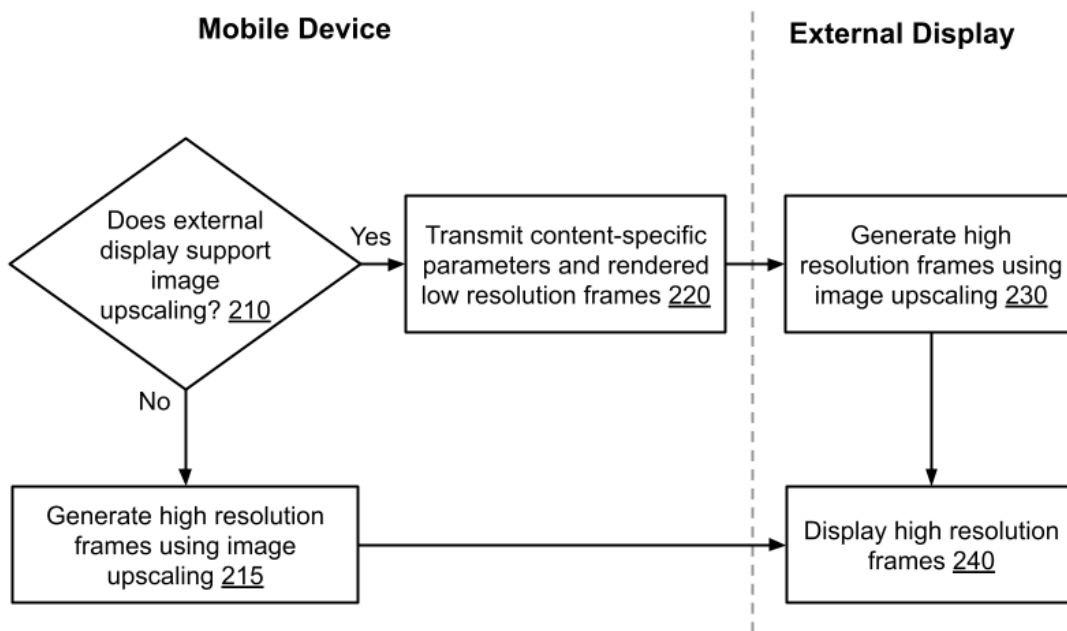 Mobile Device
External Display
Does external
display support
image
upscaling? 210
Yes
No
Transmit content-specific
parameters and rendered
low resolution frames 220
Generate high
resolution frames using
image upscaling 230
Generate high resolution
frames using image
upscaling 215
Display high resolution
frames 240